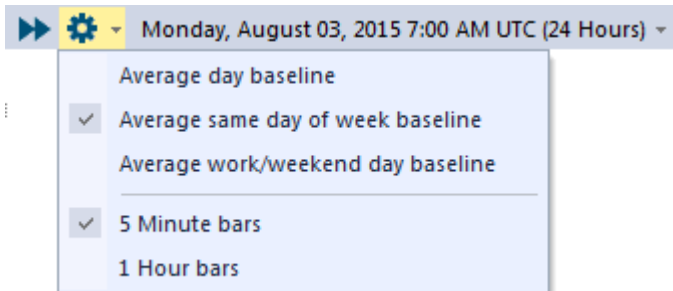 Monday, August 03, 2015 7:00 AM UTC (24 Hours)
Average day baseline
Average same day of week baseline
Average work/weekend day baseline
5 Minute bars
1 Hour bars